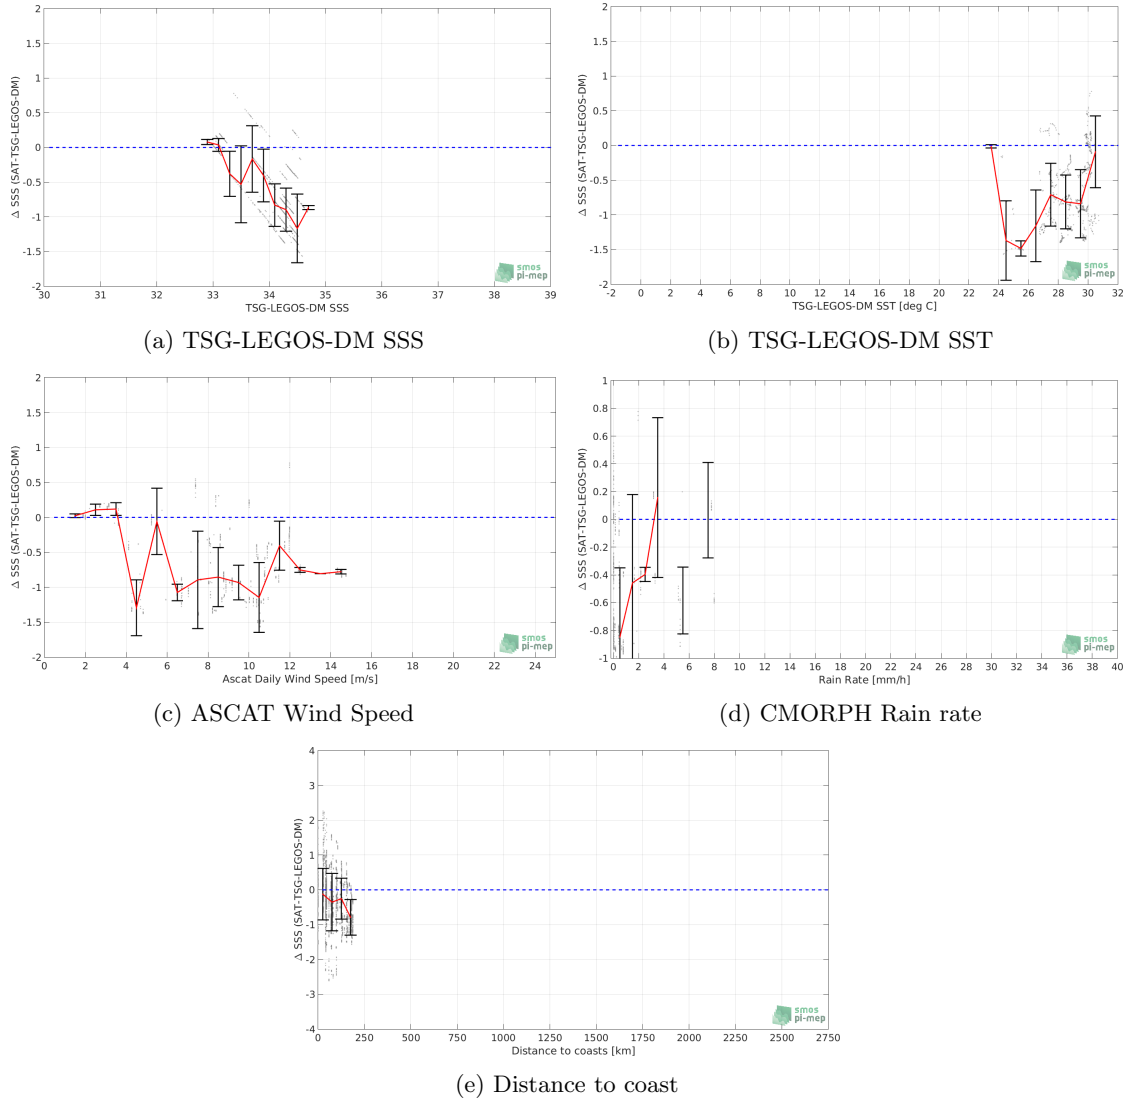 2
1.5
1
0.5
0
-0.5
-1
-1.5
-2
Δ SSS (SAT-TSG-LEGOS-DM)
30 31 32 33 34 35 36 37 38 39
TSG-LEGOS-DM SSS
smos
pi-mep
(a) TSG-LEGOS-DM SSS
2
1.5
1
0.5
0
-0.5
-1
-1.5
-2
Δ SSS (SAT-TSG-LEGOS-DM)
-2 0 2 4 6 8 10 12 14 16 18 20 22 24 26 28 30 32
TSG-LEGOS-DM SST [deg C]
smos
pi-mep
(b) TSG-LEGOS-DM SST
2
1.5
1
0.5
0
-0.5
-1
-1.5
-2
Δ SSS (SAT-TSG-LEGOS-DM)
0 2 4 6 8 10 12 14 16 18 20 22 24
Ascat Daily Wind Speed [m/s]
smos
pi-mep
(c) ASCAT Wind Speed
1
0.8
0.6
0.4
0.2
0
-0.2
-0.4
-0.6
-0.8
-1
Δ SSS (SAT-TSG-LEGOS-DM)
0 2 4 6 8 10 12 14 16 18 20 22 24 26 28 30 32 34 36 38 40
Rain Rate [mm/h]
smos
pi-mep
(d) CMORPH Rain rate
4
3
2
1
0
-1
-2
-3
-4
Δ SSS (SAT-TSG-LEGOS-DM)
0 250 500 750 1000 1250 1500 1750 2000 2250 2500 2750
Distance to coasts [km]
smos
pi-mep
(e) Distance to coast